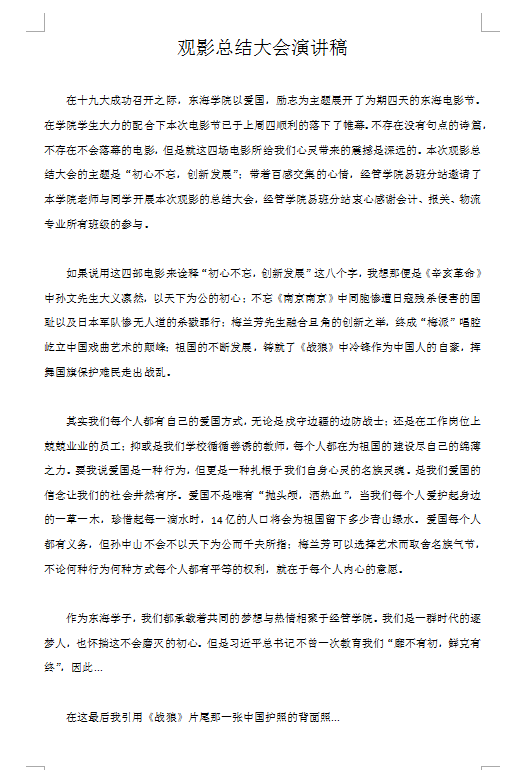 观影总结大会演讲稿
在十九大成功召开之际，东海学院以爱国，励志为主题展开了为期四天的东海电影节。
在学院学生大力的配合下本次电影节已于上周四顺利的落下了帷幕。不存在没有句点的诗篇，
不存在不会落幕的电影，但是就这四场电影所给我们心灵带来的震撼是深远的。本次观影总
结大会的主题是“初心不忘，创新发展”；带着百感交集的心情，经管学院易班分站邀请了
本学院老师与同学开展本次观影的总结大会，经管学院易班分站衷心感谢会计、报关、物流
专业所有班级的参与。
如果说用这四部电影来诠释“初心不忘，创新发展”这八个字，我想那便是《辛亥革命》
中孙文先生大义凛然，以天下为公的初心；不忘《南京南京》中同胞惨遭日寇残杀侵害的国
耻以及日本军队惨无人道的杀戮罪行；梅兰芳先生融合旦角的创新之举，终成“梅派”唱腔
屹立中国戏曲艺术的巅峰；祖国的不断发展，铸就了《战狼》中冷锋作为中国人的自豪，挥
舞国旗保护难民走出战乱。
其实我们每个人都有自己的爱国方式，无论是戍守边疆的边防战士；还是在工作岗位上
兢兢业业的员工；抑或是我们学校循循善诱的教师，每个人都在为祖国的建设尽自己的绵薄
之力。要我说爱国是一种行为，但更是一种扎根于我们自身心灵的名族灵魂。是我们爱国的
信念让我们的社会井然有序。爱国不是唯有“抛头颅，洒热血”，当我们每个人爱护起身边
的一草一木，珍惜起每一滴水时，14 亿的人口将会为祖国留下多少青山绿水。爱国每个人
都有义务，但孙中山不会不以天下为公而千夫所指；梅兰芳可以选择艺术而取舍名族气节，
不论何种行为何种方式每个人都有平等的权利，就在于每个人内心的意愿。
作为东海学子，我们都承载着共同的梦想与热情相聚于经管学院。我们是一群时代的逐
梦人，也怀揣这不会磨灭的初心。但是习近平总书记不曾一次教育我们“靡不有初，鲜克有
终”，因此...
在这最后我引用《战狼》片尾那一张中国护照的背面照...